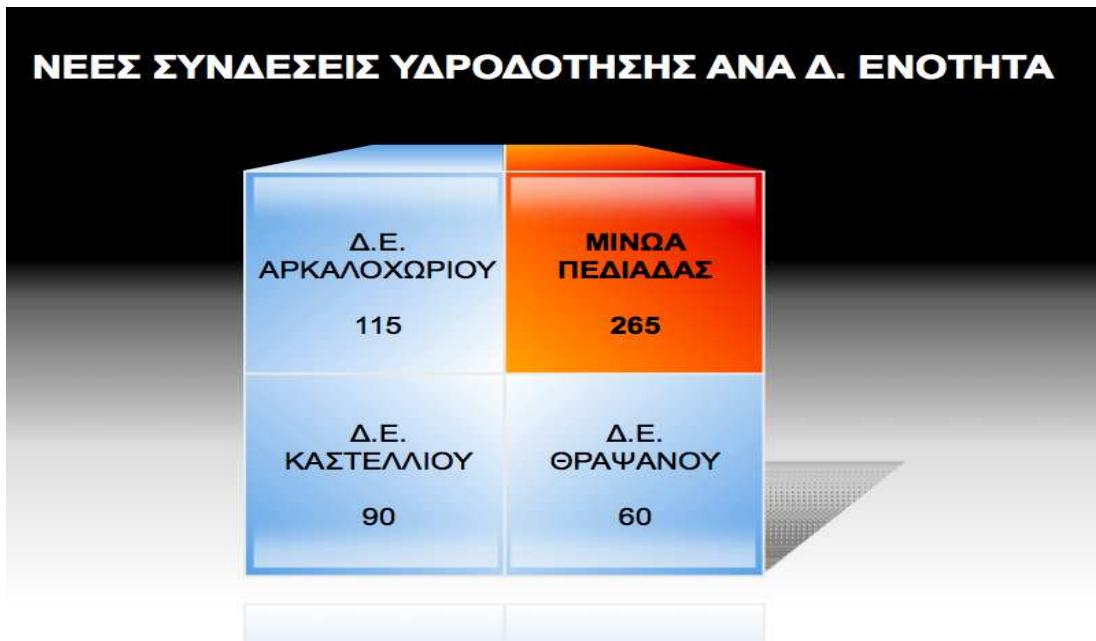 ΝΕΕΣ ΣΥΝΔΕΣΕΙΣ ΥΔΡΟΔΟΤΗΣΗΣ ΑΝΑ Δ. ΕΝΟΤΗΤΑ
Δ.Ε.
ΑΡΚΑΛΟΧΩΡΙΟΥ
115
ΜΙΝΩΑ
ΠΕΔΙΑΔΑΣ
265
Δ.Ε.
ΚΑΣΤΕΛΛΙΟΥ
90
Δ.Ε.
ΘΡΑΨΑΝΟΥ
60